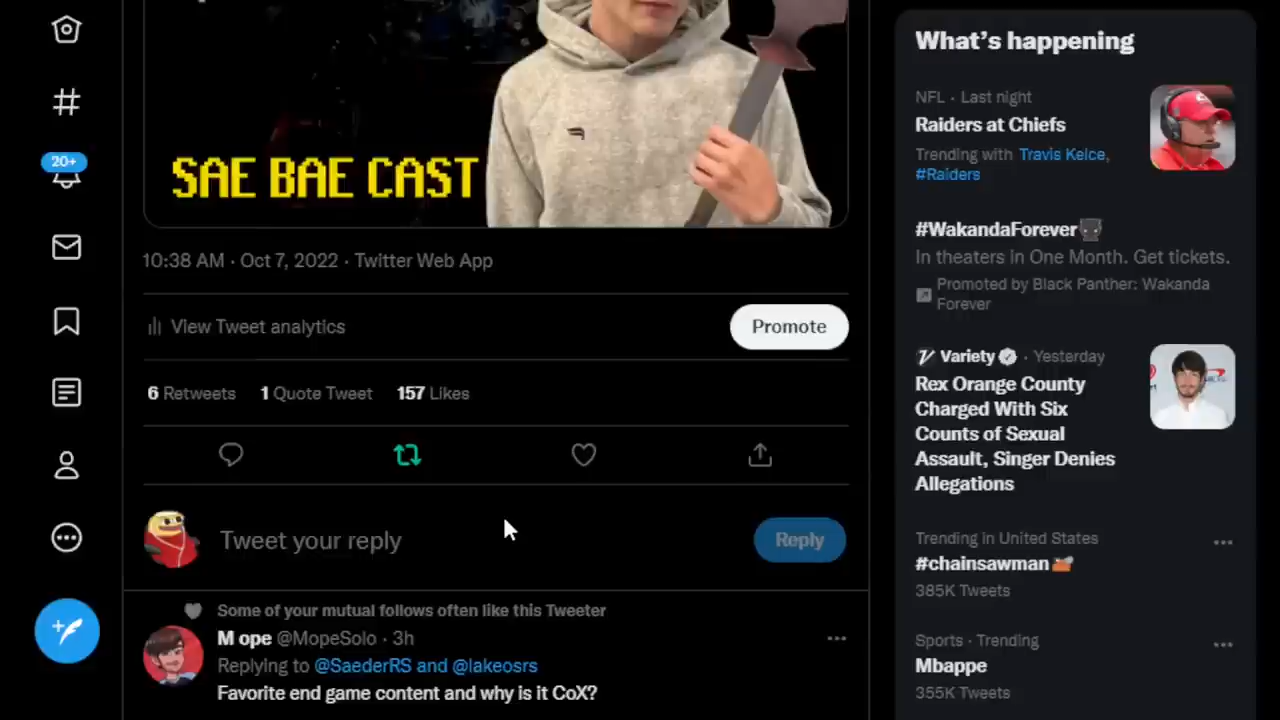 SAE BAE CAST
10:38 AM · Oct 7, 2022 · Twitter Web App
View Tweet analytics
Promote
6 Retweets 1 Quote Tweet 157 Likes
Tweet your reply
Reply
Some of your mutual follows often like this Tweeter
M ope @MopeSolo · 3h
Replying to @SaederRS and @lakeosrs
Favorite end game content and why is it CoX?
20+
What's happening
NFL · Last night
Raiders at Chiefs
Trending with Travis Kelce,
#Raiders
#WakandaForever
In theaters in One Month. Get tickets.
Promoted by Black Panther: Wakanda
Forever
Variety · Yesterday
Rex Orange County
Charged With Six
Counts of Sexual
Assault, Singer Denies
Allegations
Trending in United States
#chainsawman
385K Tweets
Sports · Trending
Mbappe
355K Tweets